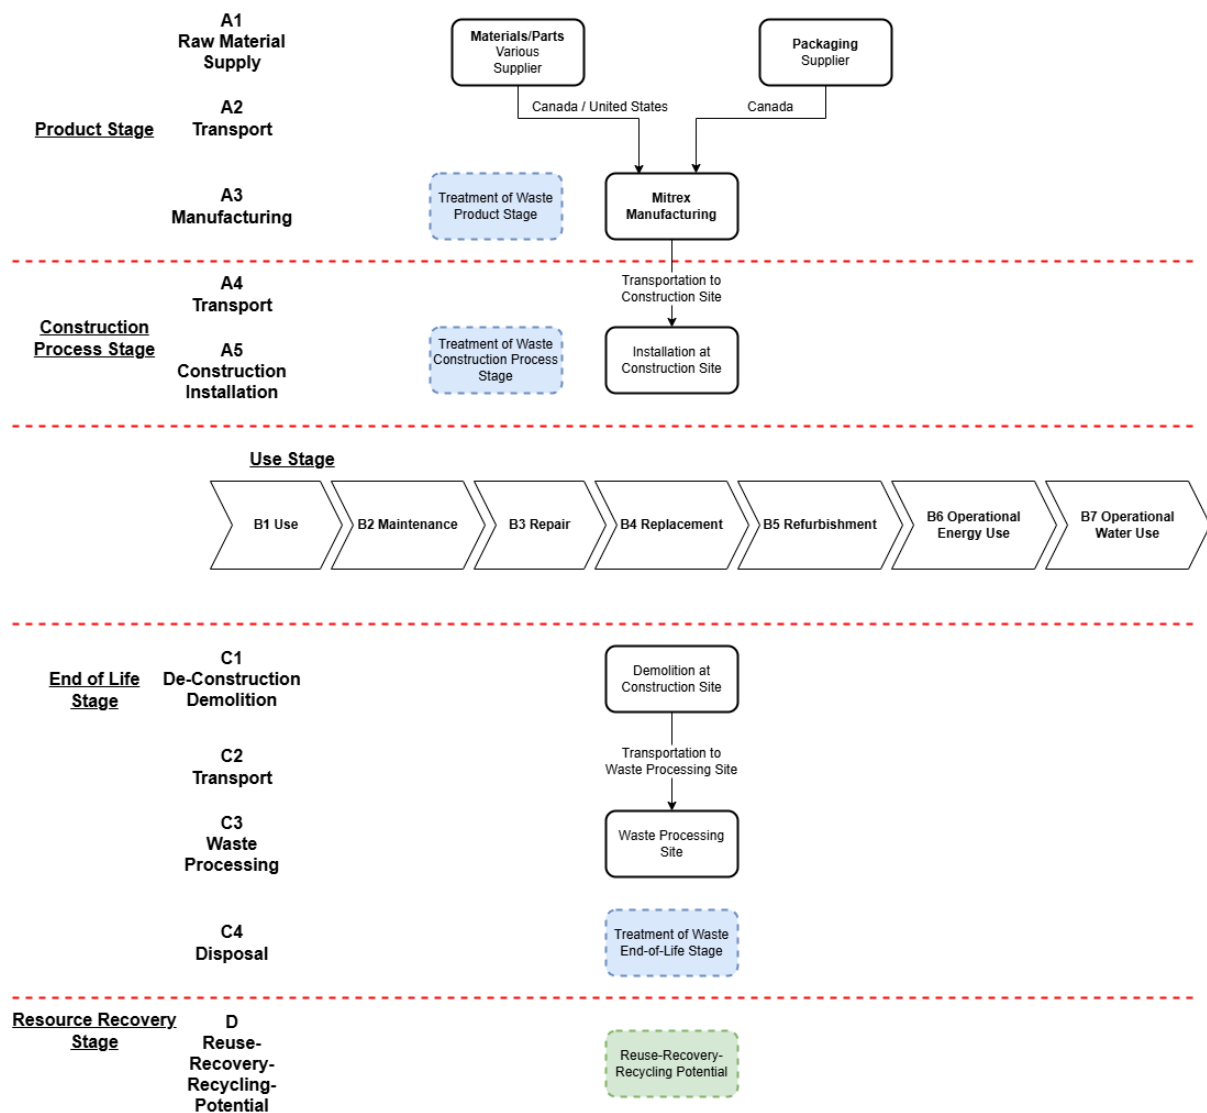 A1
Raw Material
Supply
Materials/Parts
Various
Supplier
Packaging
Supplier
Product Stage
A2
Transport
Canada / United States
Canada
A3
Manufacturing
Treatment of Waste
Product Stage
Mitrex
Manufacturing
Construction
Process Stage
A4
Transport
Transportation to
Construction Site
A5
Construction
Installation
Treatment of Waste
Construction Process
Stage
Installation at
Construction Site
Use Stage
B1 Use
B2 Maintenance
B3 Repair
B4 Replacement
B5 Refurbishment
B6 Operational
Energy Use
B7 Operational
Water Use
End of Life
Stage
C1
De-Construction
Demolition
Demolition at
Construction Site
C2
Transport
Transportation to
Waste Processing Site
C3
Waste
Processing
Waste Processing
Site
C4
Disposal
Treatment of Waste
End-of-Life Stage
Resource Recovery
Stage
D
Reuse-
Recovery-
Recycling-
Potential
Reuse-Recovery-
Recycling Potential